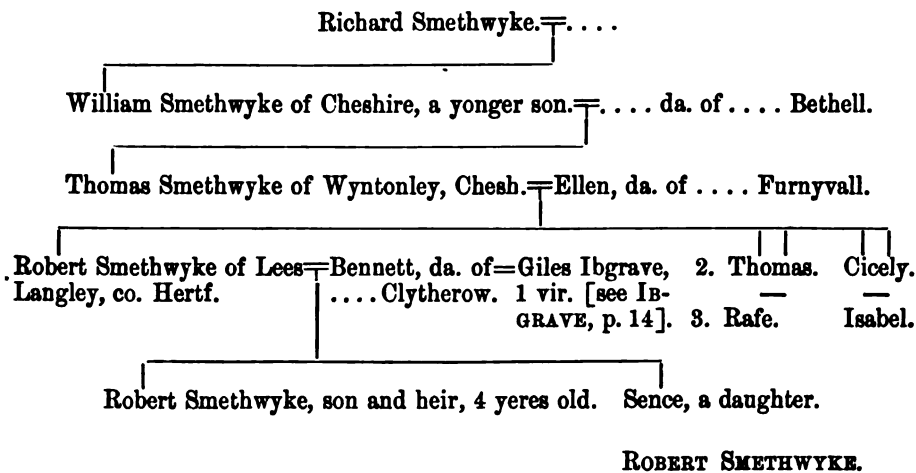 Richard Smethwyke.=....
William Smethwyke of Cheshire, a yonger son.=.... da. of .... Bethell.
Thomas Smethwyke of Wyntonley, Chesh.=Ellen, da. of .... Furnyvall.
Robert Smethwyke of Lees=Bennett, da. of=Giles Ibgrave, 2. Thomas. Cicely.
Langley, co. Hertf. ....Clytherow. 1 vir. [see IB-
GRAVE, p. 14]. 3. Rafe. Isabel.
Robert Smethwyke, son and heir, 4 yeres old. Sence, a daughter.
ROBERT SMETHWYKE.